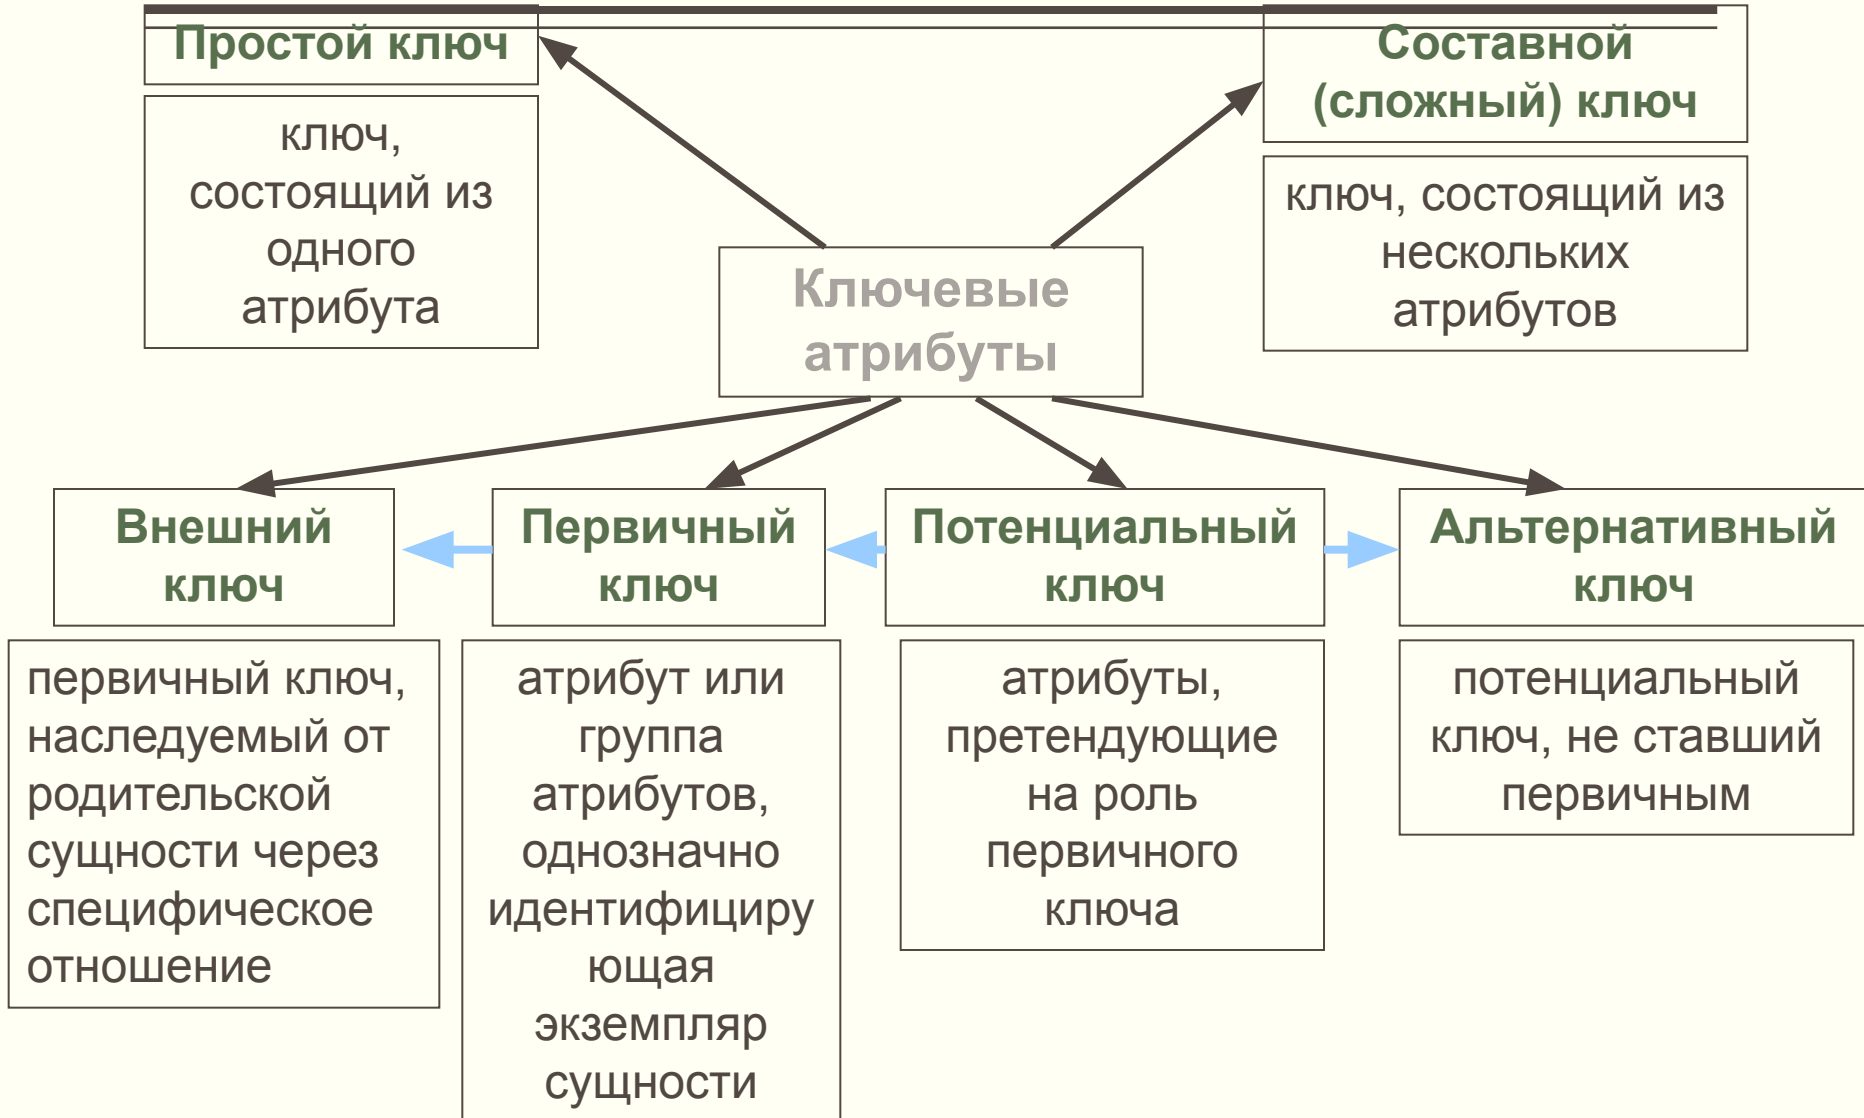 Простой ключ
ключ,
состоящий из
одного
атрибута
Составной
(сложный) ключ
ключ, состоящий из
нескольких
атрибутов
Ключевые
атрибуты
Внешний
ключ
первичный ключ,
наследуемый от
родительской
сущности через
специфическое
отношение
Первичный
ключ
атрибут или
группа
атрибутов,
однозначно
идентифициру
ющая
экземпляр
сущности
Потенциальный
ключ
атрибуты,
претендующие
на роль
первичного
ключа
Альтернативный
ключ
потенциальный
ключ, не ставший
первичным